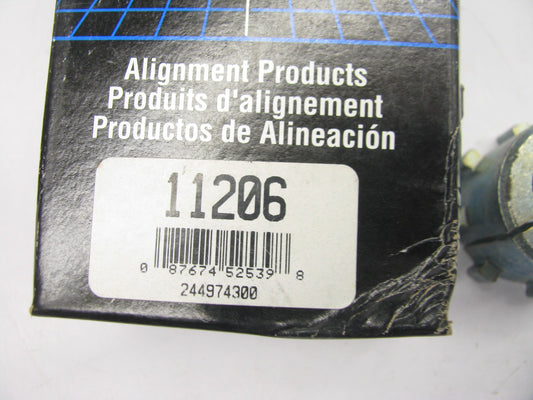 Alignment Products
Produits d'alignement
Productos de Alineación
11206
0 87674 52539 8
244974300